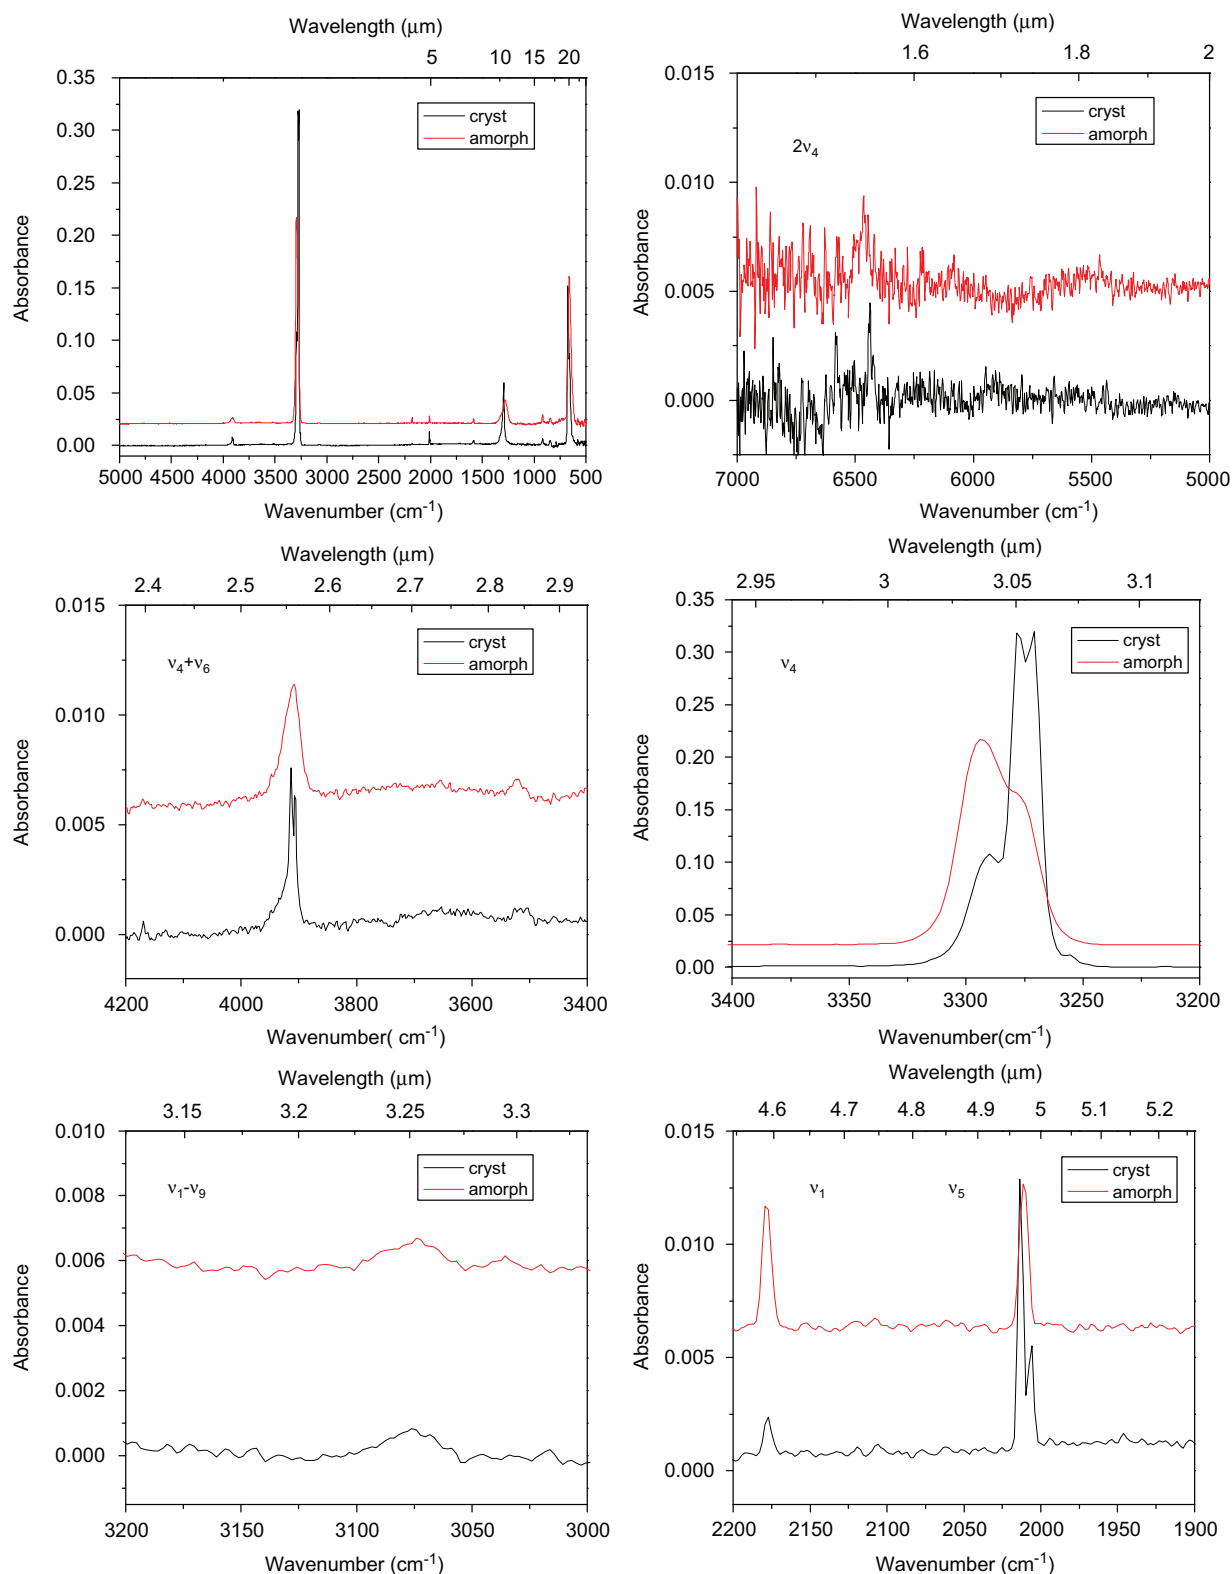 Wavelength (μm)
5 10 15 20
0.35
0.30
0.25
0.20
0.15
0.10
0.05
0.00
Absorbance
cryst
amorph
5000 4500 4000 3500 3000 2500 2000 1500 1000 500
Wavenumber (cm-1)
Wavelength (μm)
1.6 1.8 2
0.015
0.010
0.005
0.000
Absorbance
2ν4
cryst
amorph
7000 6500 6000 5500 5000
Wavenumber (cm-1)
Wavelength (μm)
2.4 2.5 2.6 2.7 2.8 2.9
0.015
0.010
0.005
0.000
Absorbance
ν4+ν6
cryst
amorph
4200 4000 3800 3600 3400
Wavenumber( cm-1)
Wavelength (μm)
2.95 3 3.05 3.1
0.35
0.30
0.25
0.20
0.15
0.10
0.05
0.00
Absorbance
ν4
cryst
amorph
3400 3350 3300 3250 3200
Wavenumber(cm-1)
Wavelength (μm)
3.15 3.2 3.25 3.3
0.010
0.008
0.006
0.004
0.002
0.000
Absorbance
ν1-ν9
cryst
amorph
3200 3150 3100 3050 3000
Wavenumber (cm-1)
Wavelength (μm)
4.6 4.7 4.8 4.9 5 5.1 5.2
0.015
0.010
0.005
0.000
Absorbance
ν1 ν5
cryst
amorph
2200 2150 2100 2050 2000 1950 1900
Wavenumber (cm-1)